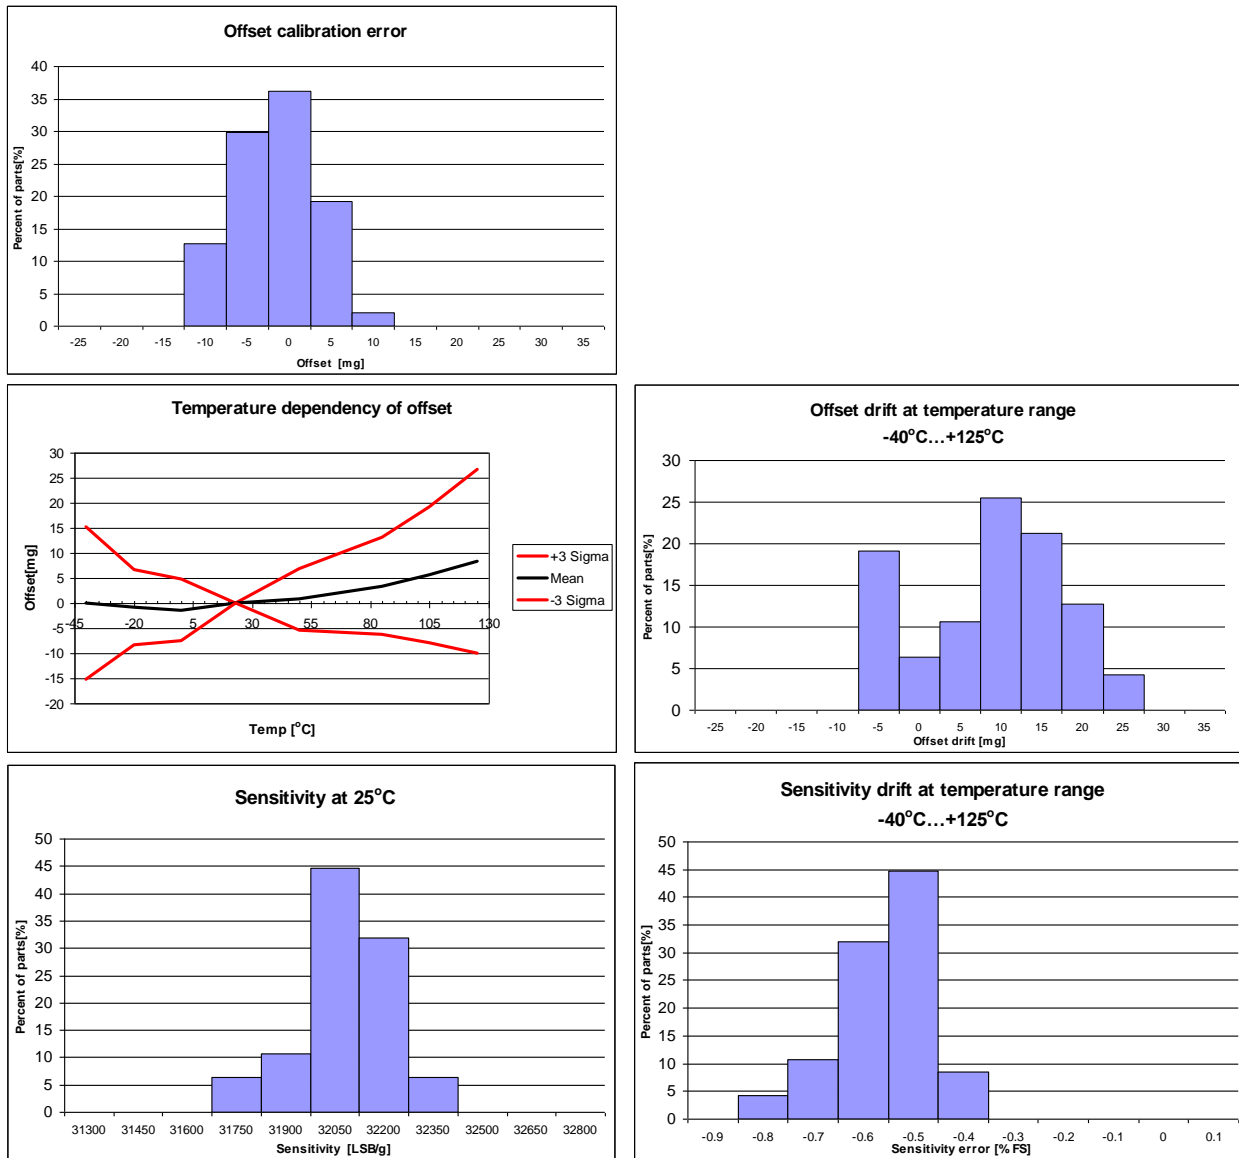 Offset calibration error
40
35
30
25
20
15
10
5
0
Percent of parts[%]
-25 -20 -15 -10 -5 0 5 10 15 20 25 30 35
Offset [mg]
Temperature dependency of offset
30
25
20
15
10
5
0
-5
-10
-15
-20
Offset[mg]
-45 -20 5 30 55 80 105 130
Temp [°C]
+3 Sigma
Mean
-3 Sigma
Offset drift at temperature range
-40°C...+125°C
30
25
20
15
10
5
0
Percent of parts[%]
-25 -20 -15 -10 -5 0 5 10 15 20 25 30 35
Offset drift [mg]
Sensitivity at 25°C
50
45
40
35
30
25
20
15
10
5
0
Percent of parts[%]
31300 31450 31600 31750 31900 32050 32200 32350 32500 32650 32800
Sensitivity [LSB/g]
Sensitivity drift at temperature range
-40°C...+125°C
50
45
40
35
30
25
20
15
10
5
0
Percent of parts[%]
-0.9 -0.8 -0.7 -0.6 -0.5 -0.4 -0.3 -0.2 -0.1 0 0.1
Sensitivity error [% FS]